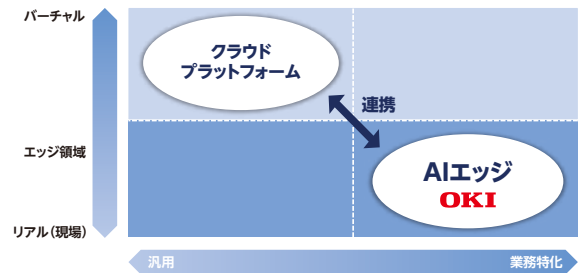 バーチャル
クラウド
プラットフォーム
連携
エッジ領域
AIエッジ
OKI
リアル（現場）
汎用
業務特化